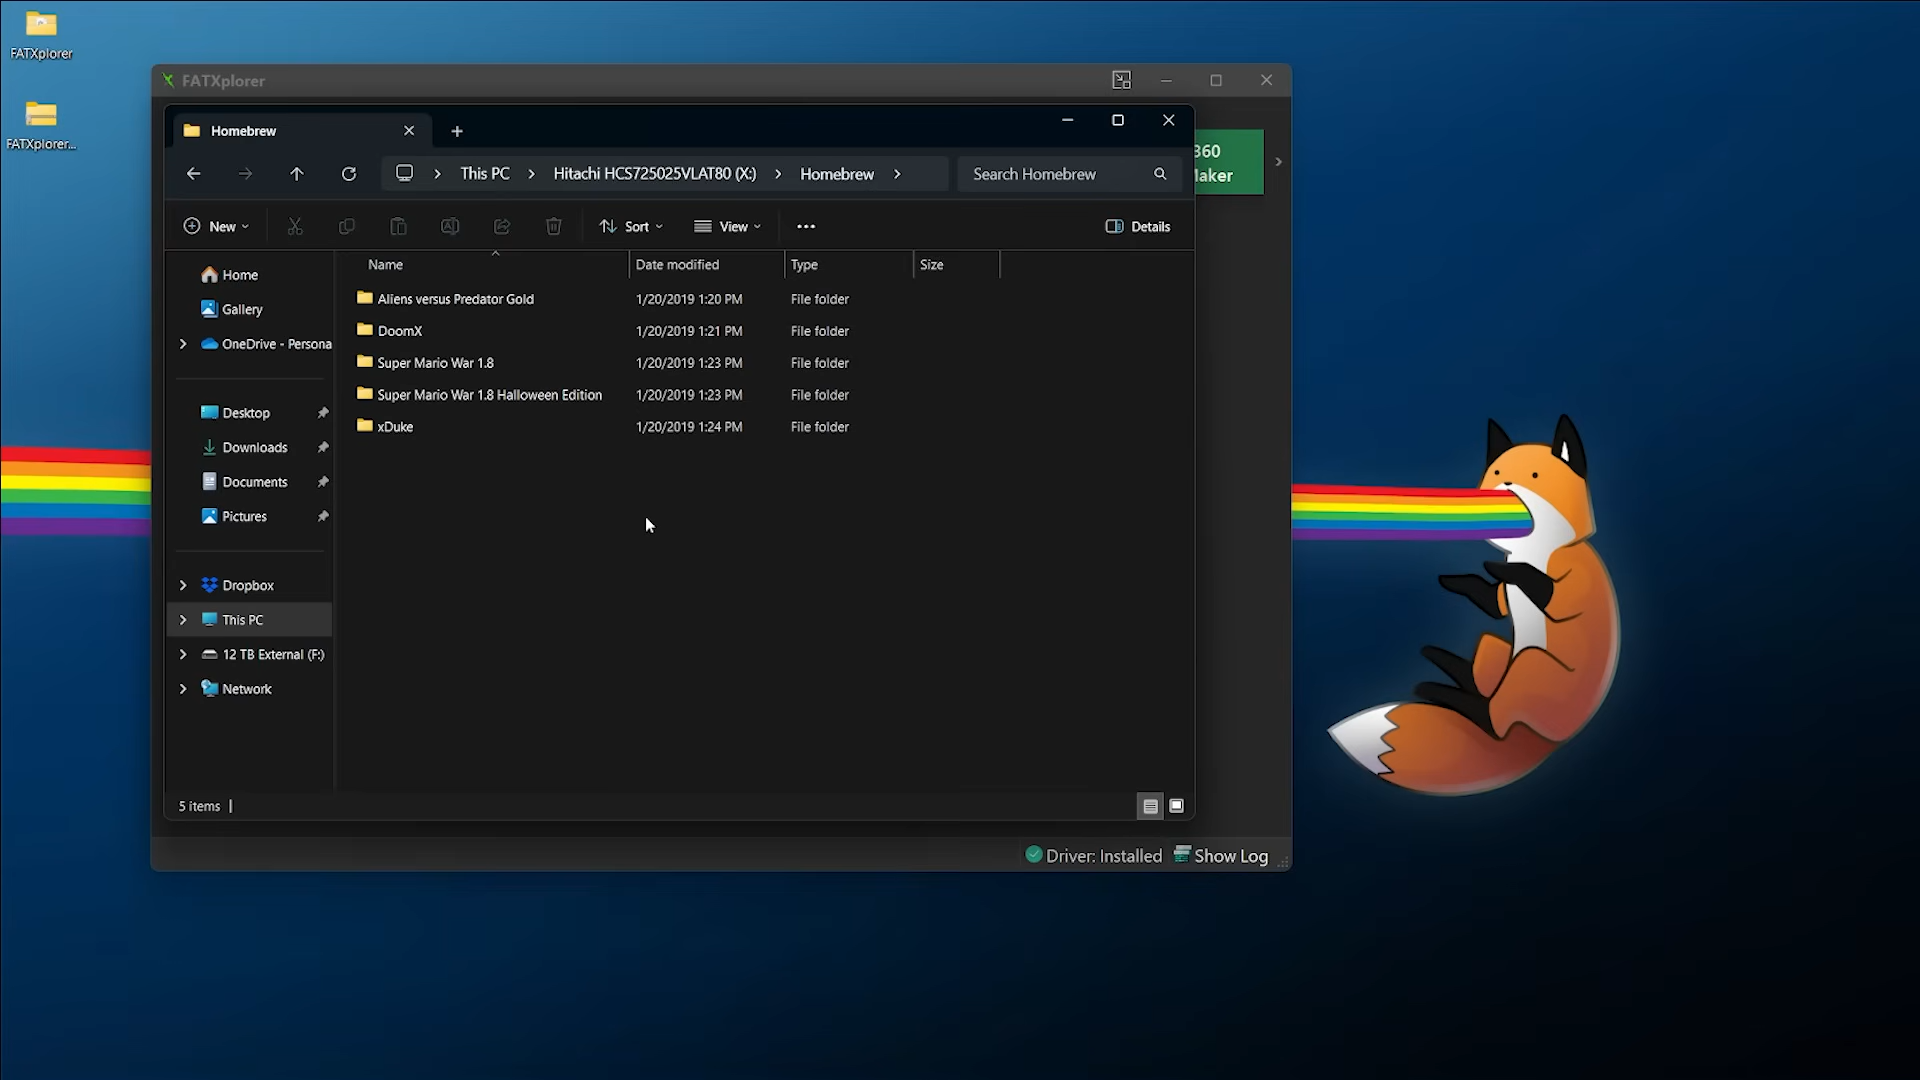 FATXplorer
FATXplorer...
FATXplorer
360
Maker
Homebrew
This PC
Hitachi HCS725025VLAT80 (X:)
Homebrew
Search Homebrew
New
Sort
View
Details
Name
Date modified
Type
Size
Aliens versus Predator Gold 1/20/2019 1:20 PM File folder
DoomX 1/20/2019 1:21 PM File folder
Super Mario War 1.8 1/20/2019 1:23 PM File folder
Super Mario War 1.8 Halloween Edition 1/20/2019 1:23 PM File folder
xDuke 1/20/2019 1:24 PM File folder
Home
Gallery
OneDrive - Persona
Desktop
Downloads
Documents
Pictures
Dropbox
This PC
12 TB External (F:)
Network
5 items
Driver: Installed
Show Log